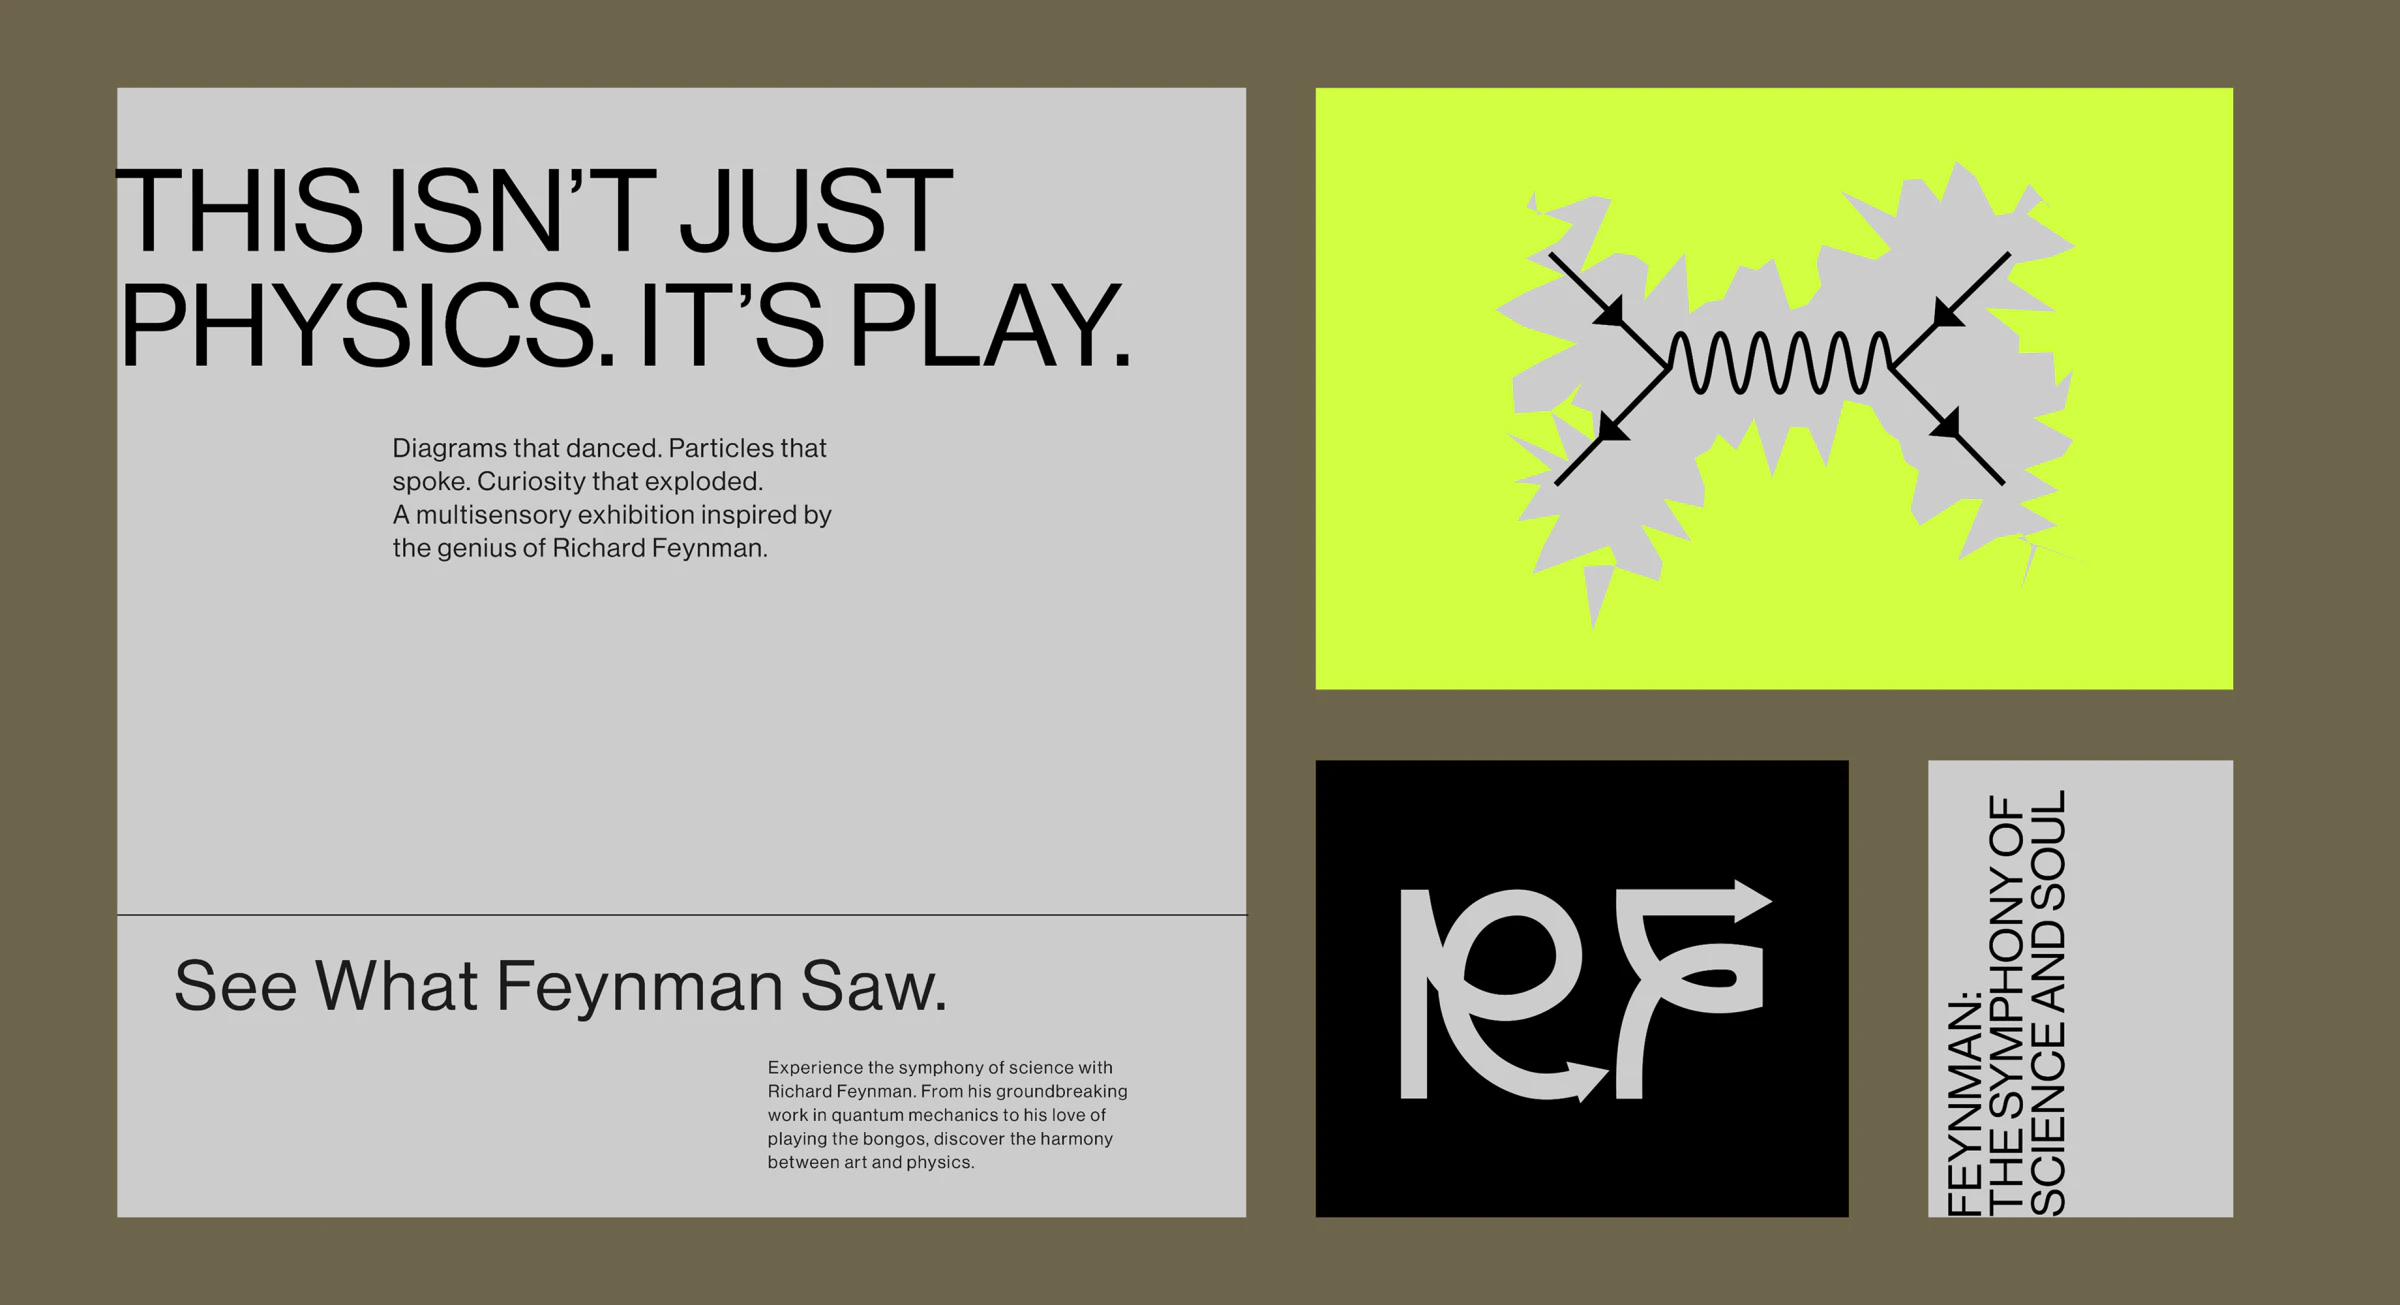 THIS ISN’T JUST
PHYSICS. IT’S PLAY.
Diagrams that danced. Particles that
spoke. Curiosity that exploded.
A multisensory exhibition inspired by
the genius of Richard Feynman.
See What Feynman Saw.
Experience the symphony of science with
Richard Feynman. From his groundbreaking
work in quantum mechanics to his love of
playing the bongos, discover the harmony
between art and physics.
RF
FEYNMAN:
THE SYMPHONY OF
SCIENCE AND SOUL